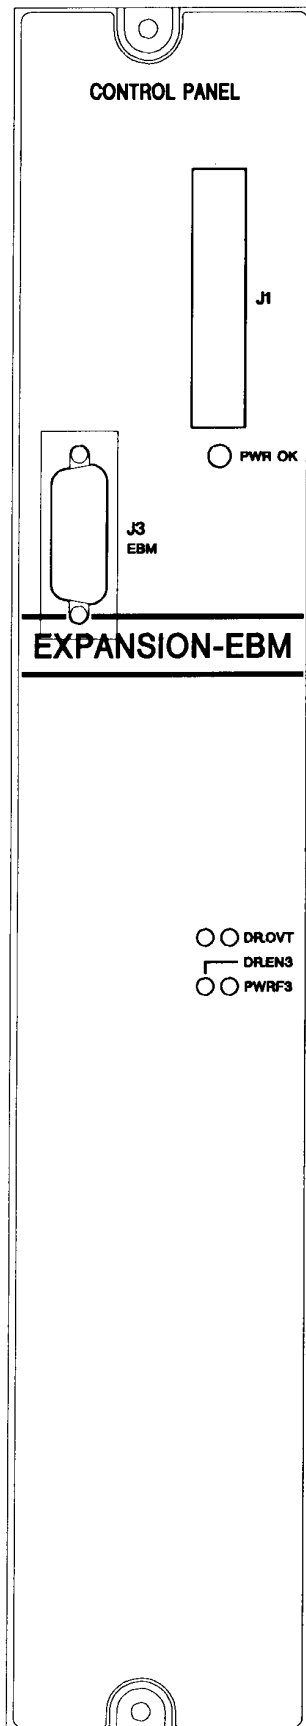 CONTROL PANEL
J1
PWR OK
J3
EBM
EXPANSION-EBM
DR.OVT
DR.EN3
PWRF3